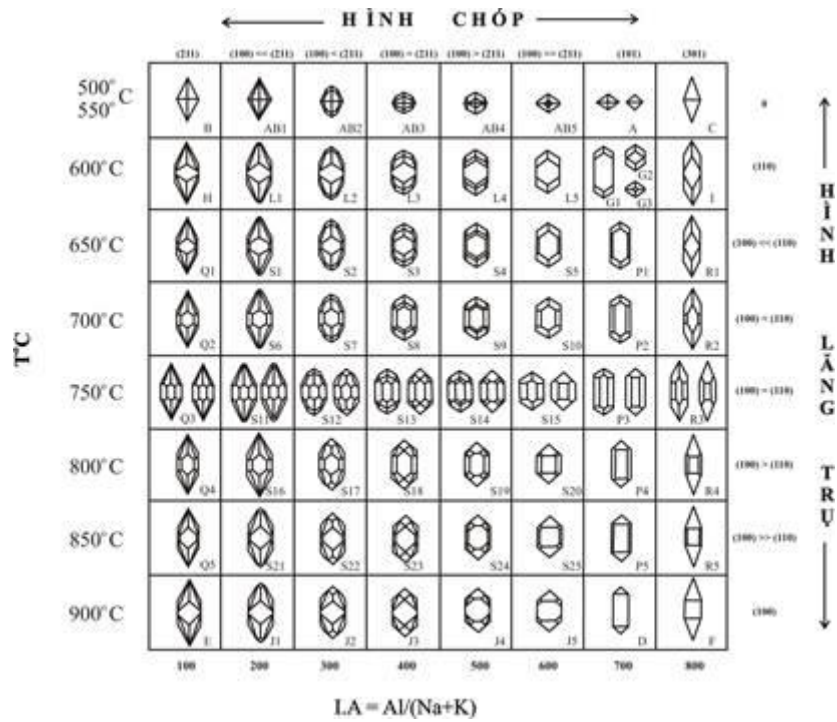 HÌNH CHÓP
(211) (100) << (211) (100) < (211) (100) = (211) (100) > (211) (100) >> (211) (101) (301)
500° 550° C B AB1 AB2 AB3 AB4 AB5 A C 0
600° C H L1 L2 L3 L4 L5 G1 G2 G3 I (110)
650° C Q1 S1 S2 S3 S4 S5 P1 R1 (100) << (110)
700° C Q2 S6 S7 S8 S9 S10 P2 R2 (100) < (110)
750° C Q3 S11 S12 S13 S14 S15 P3 R3 (100) = (110)
800° C Q4 S16 S17 S18 S19 S20 P4 R4 (100) > (110)
850° C Q5 S21 S22 S23 S24 S25 P5 R5 (100) >> (110)
900° C E J1 J2 J3 J4 J5 D F (100)
100 200 300 400 500 600 700 800
LA = Al/(Na+K)
T°C
HÌNH LĂNG TRỤ